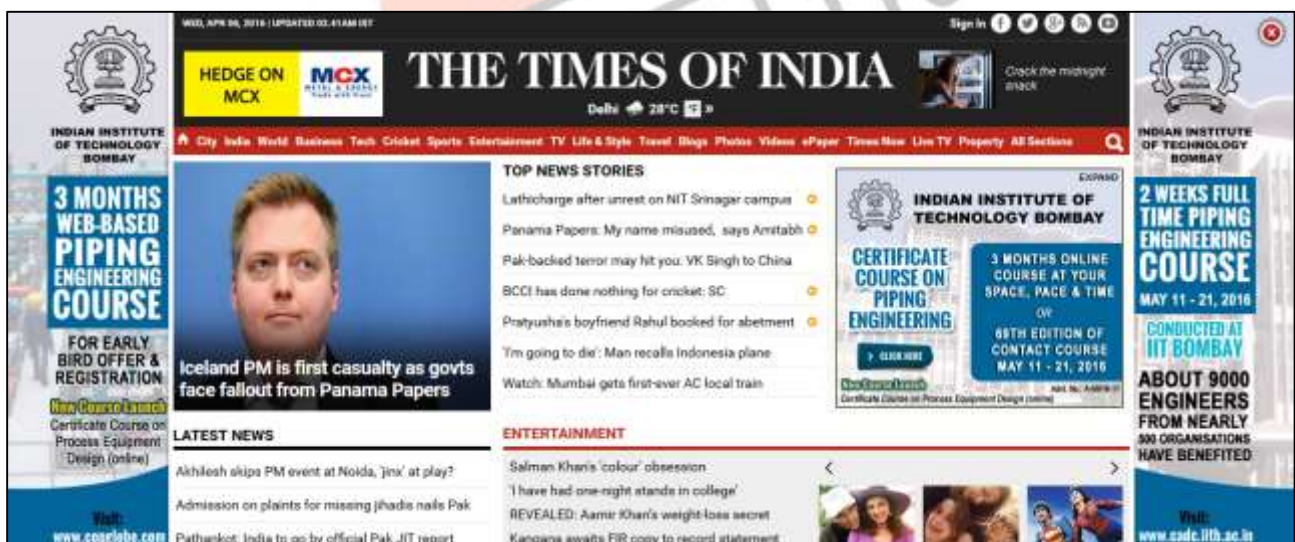 WED, APR 06, 2016 | UPDATED 02.41AM IST
Sign In
HEDGE ON
MCX
MCX
METAL & ENERGY
Trade with Trust
THE TIMES OF INDIA
Delhi 28°C °F »
Crack the midnight
snack
City India World Business Tech Cricket Sports Entertainment TV Life & Style Travel Blogs Photos Videos ePaper Times Now Live TV Property All Sections
INDIAN INSTITUTE
OF TECHNOLOGY
BOMBAY
3 MONTHS
WEB-BASED
PIPING
ENGINEERING
COURSE
FOR EARLY
BIRD OFFER &
REGISTRATION
New Course Launch
Certificate Course on
Process Equipment
Design (online)
Visit:
Iceland PM is first casualty as govts
face fallout from Panama Papers
TOP NEWS STORIES
Lathicharge after unrest on NIT Srinagar campus
Panama Papers: My name misused, says Amitabh
Pak-backed terror may hit you: VK Singh to China
BCCI has done nothing for cricket: SC
Pratyusha's boyfriend Rahul booked for abetment
'I'm going to die': Man recalls Indonesia plane
Watch: Mumbai gets first-ever AC local train
EXPAND
INDIAN INSTITUTE OF
TECHNOLOGY BOMBAY
CERTIFICATE
COURSE ON
PIPING
ENGINEERING
> CLICK HERE
New Course Launch
Certificate Course on Process Equipment Design (online)
3 MONTHS ONLINE
COURSE AT YOUR
SPACE, PACE & TIME
OR
69TH EDITION OF
CONTACT COURSE
MAY 11 - 21, 2016
LATEST NEWS
Akhilesh skips PM event at Noida, 'jinx' at play?
Admission on plaints for missing jihadis nails Pak
Pathankot: India to go by official Pak JIT report
ENTERTAINMENT
Salman Khan's 'colour' obsession
'I have had one-night stands in college'
REVEALED: Aamir Khan's weight-loss secret
Kangana awaits FIR copy to record statement
INDIAN INSTITUTE
OF TECHNOLOGY
BOMBAY
2 WEEKS FULL
TIME PIPING
ENGINEERING
COURSE
MAY 11 - 21, 2016
CONDUCTED AT
IIT BOMBAY
ABOUT 9000
ENGINEERS
FROM NEARLY
500 ORGANISATIONS
HAVE BENEFITED
Visit: